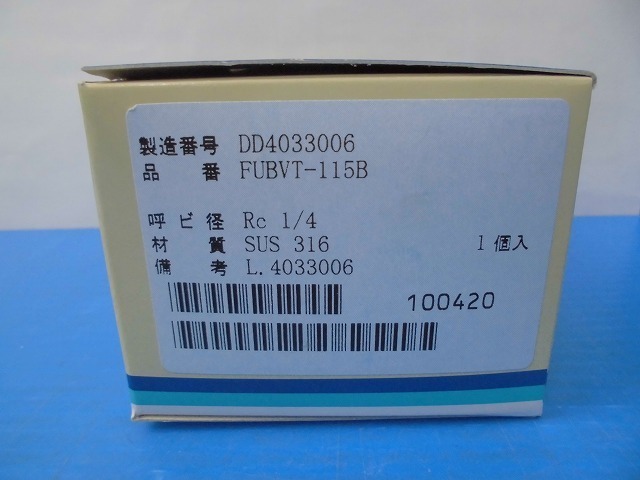 製造番号 DD4033006
品番 FUBVT-115B
呼ビ径 Rc 1/4
材質 SUS 316 1個入
備考 L.4033006
100420